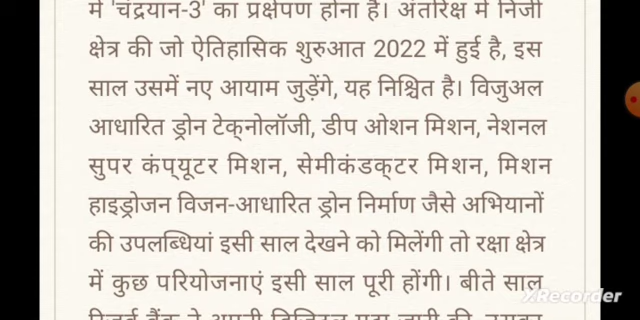 में 'चंद्रयान-3' का प्रक्षेपण होना है। अंतरिक्ष में निजी
क्षेत्र की जो ऐतिहासिक शुरुआत 2022 में हुई है, इस
साल उसमें नए आयाम जुड़ेंगे, यह निश्चित है। विजुअल
आधारित ड्रोन टेक्नोलॉजी, डीप ओशन मिशन, नेशनल
सुपर कंप्यूटर मिशन, सेमीकंडक्टर मिशन, मिशन
हाइड्रोजन विजन-आधारित ड्रोन निर्माण जैसे अभियानों
की उपलब्धियां इसी साल देखने को मिलेंगी तो रक्षा क्षेत्र
में कुछ परियोजनाएं इसी साल पूरी होंगी। बीते साल
XRecorder